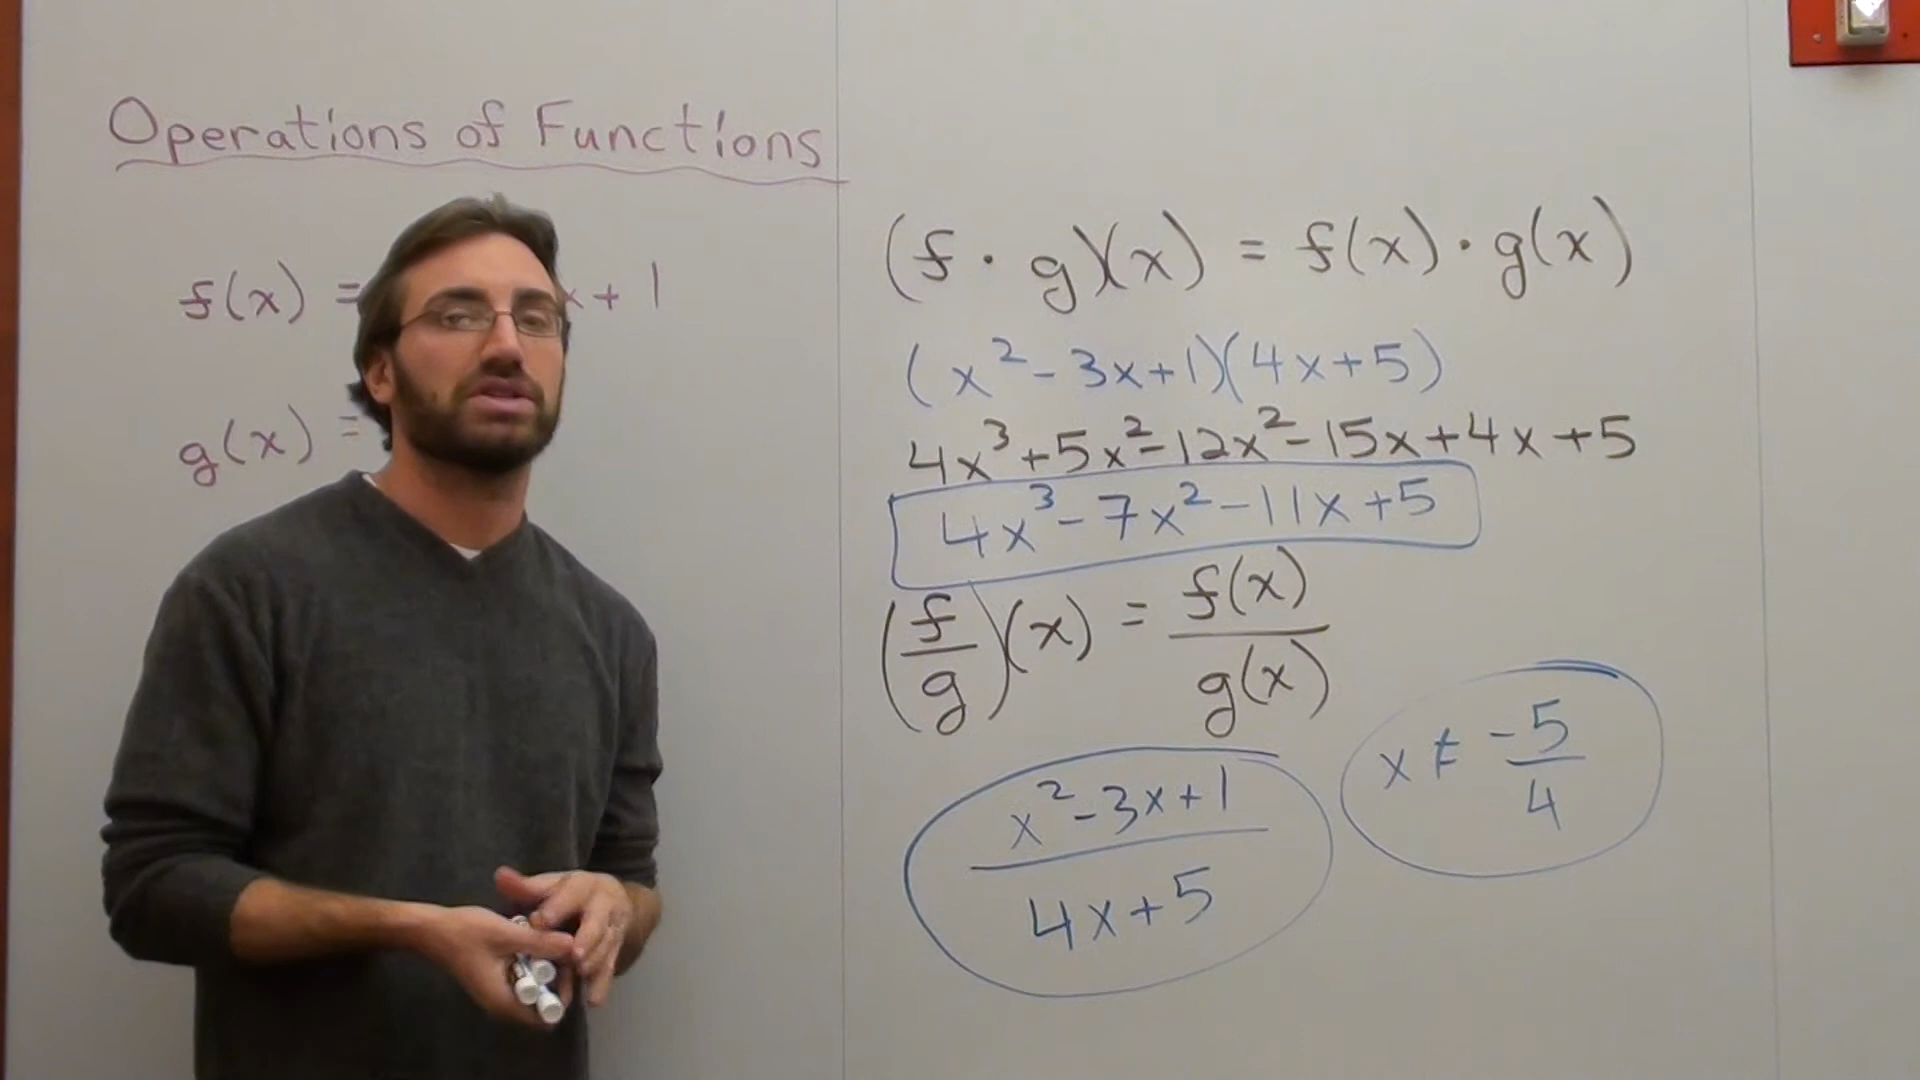 Operations of Functions
f(x) = x + 1
g(x) =
(f · g)(x) = f(x) · g(x)
(x² - 3x + 1)(4x + 5)
4x³ + 5x² - 12x² - 15x + 4x + 5
4x³ - 7x² - 11x + 5
(f/g)(x) = f(x)/g(x)
x² - 3x + 1
4x + 5
x ≠ -5/4